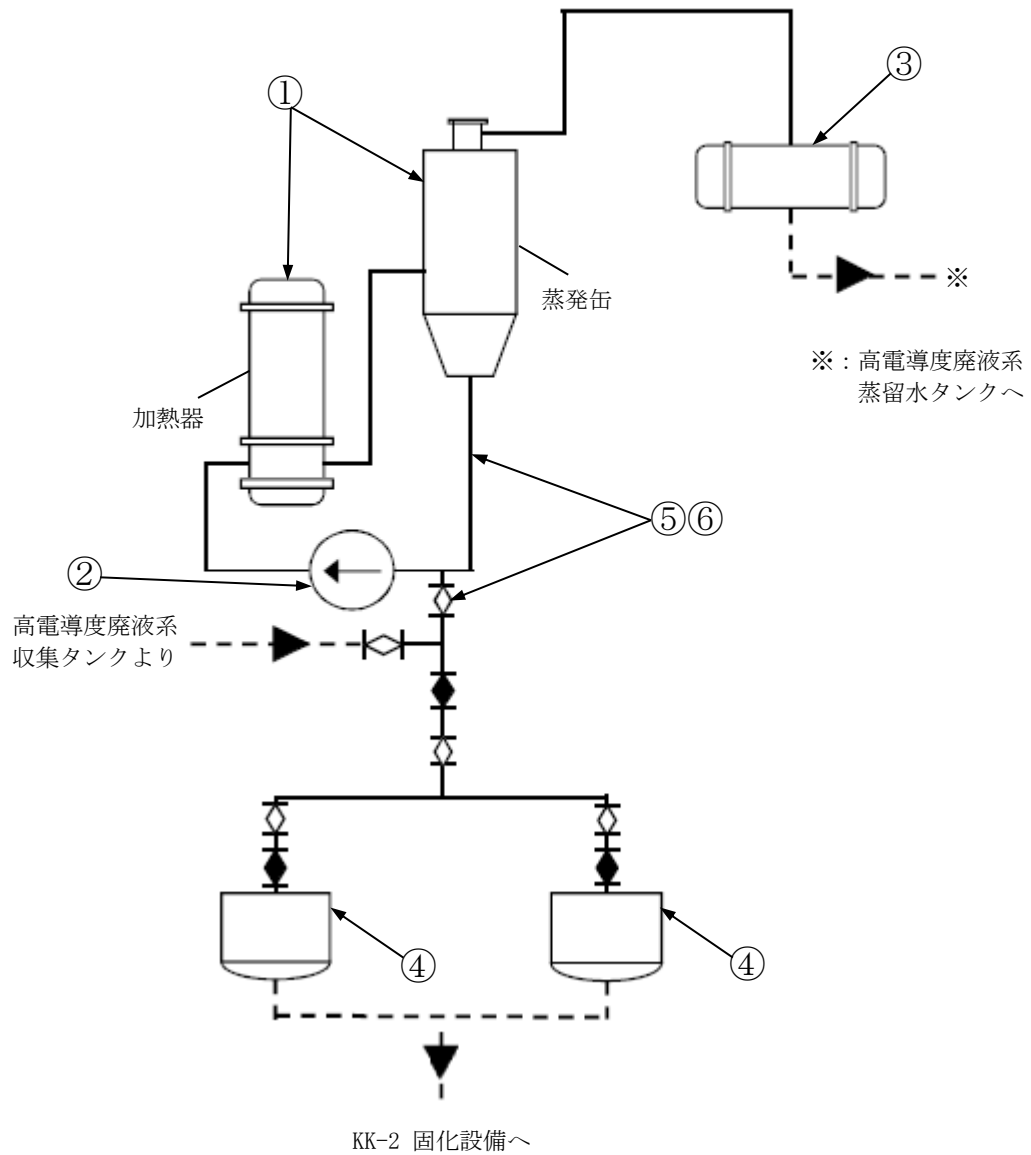 ①
③
蒸発缶
※
※：高電導度廃液系
蒸留水タンクへ
加熱器
⑤⑥
②
高電導度廃液系
収集タンクより
④
④
KK-2 固化設備へ